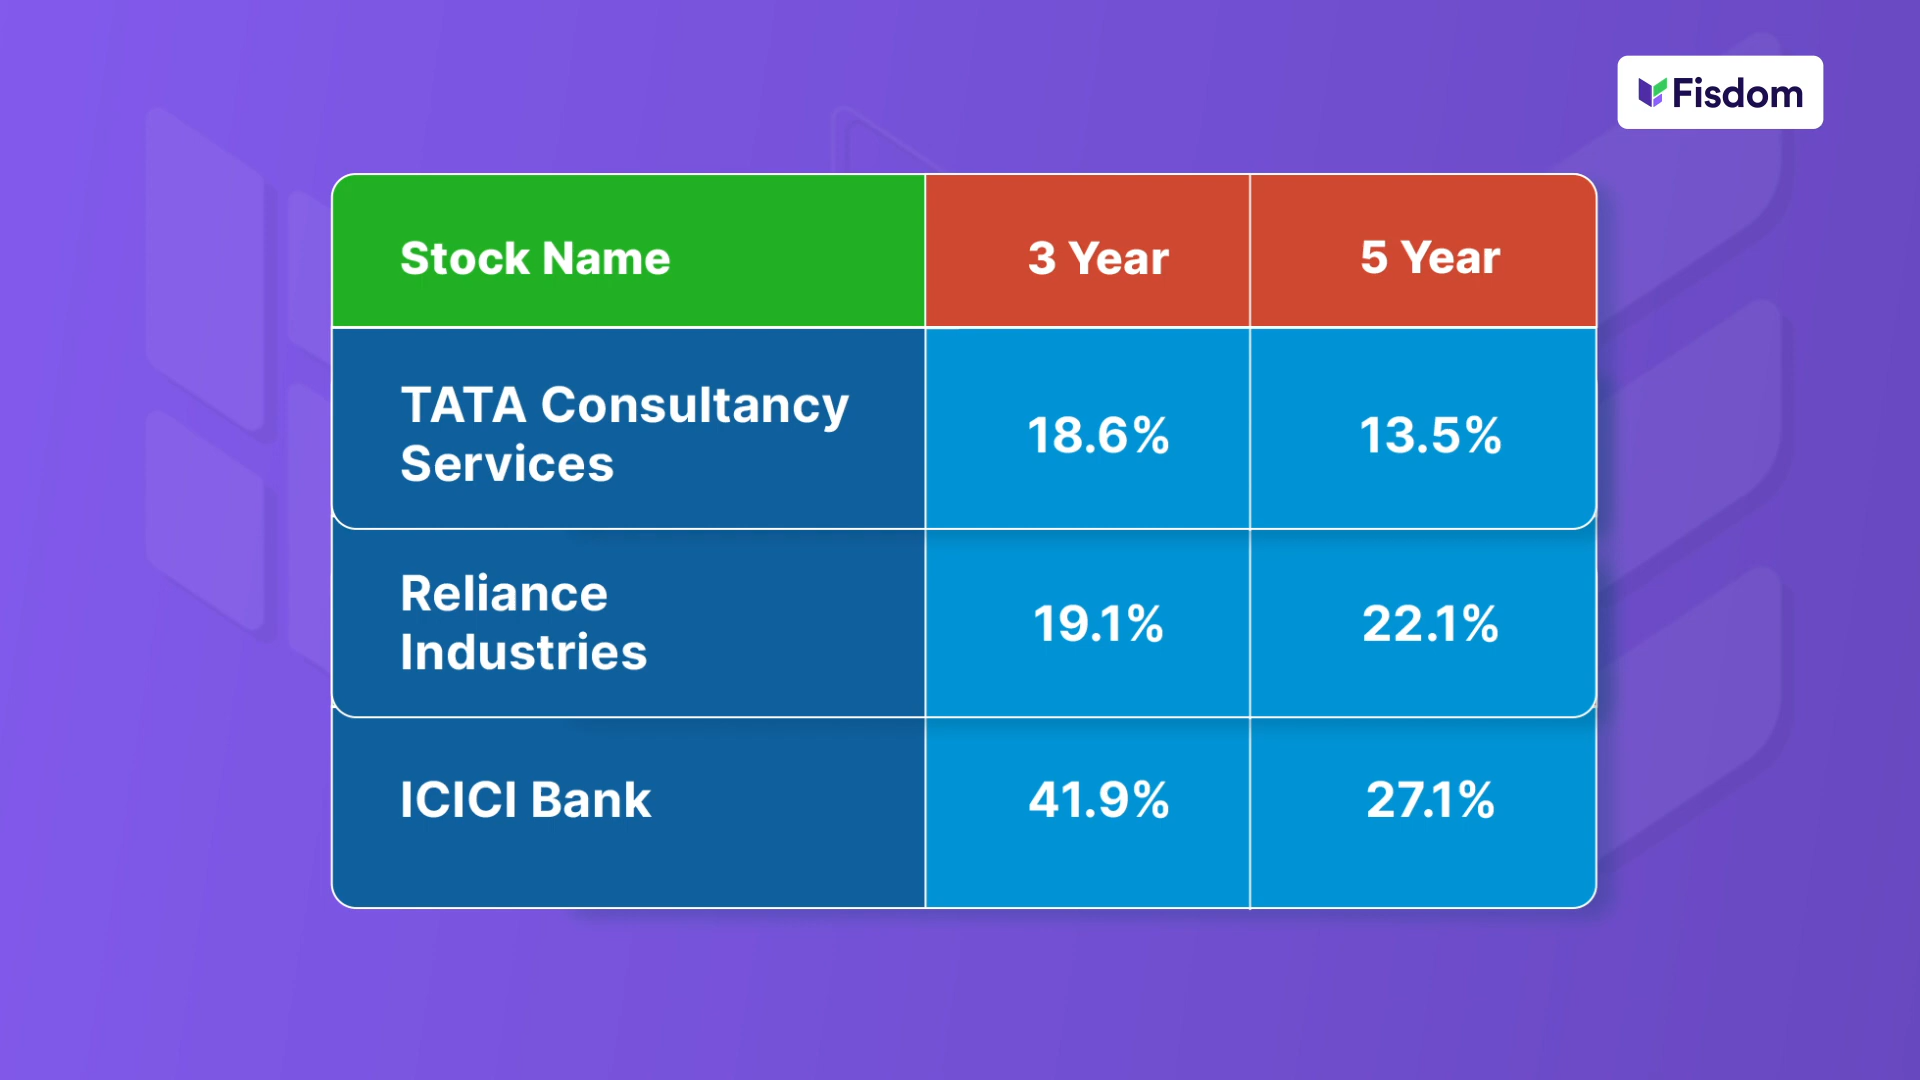 Fisdom
Stock Name 3 Year 5 Year
TATA Consultancy
Services 18.6% 13.5%
Reliance
Industries 19.1% 22.1%
ICICI Bank 41.9% 27.1%